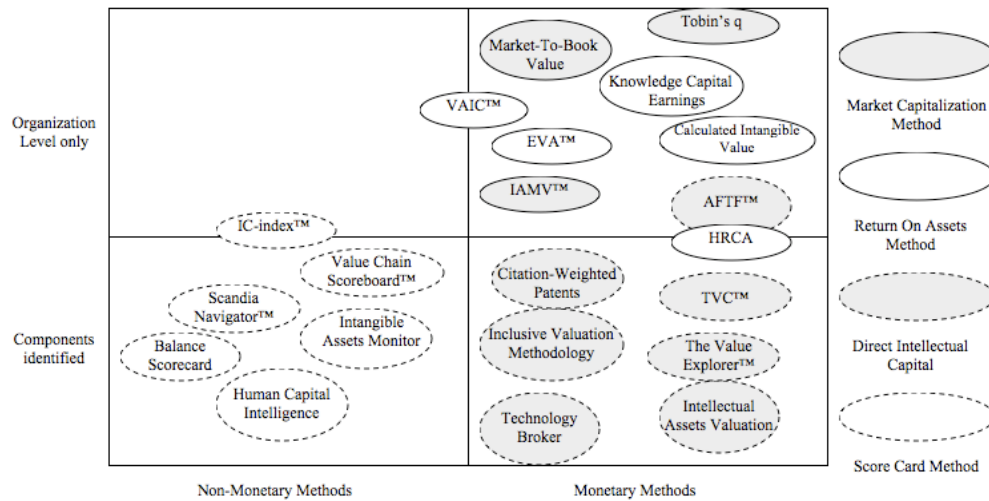 Tobin's q
Market-To-Book
Value
Knowledge Capital
Earnings
VAIC™
Market Capitalization
Method
Organization
Level only
Calculated Intangible
Value
EVA™
IAMV™
AFTF™
IC-index™
HRCA
Return On Assets
Method
Value Chain
Scoreboard™
Citation-Weighted
Patents
TVC™
Scandia
Navigator™
Intangible
Assets Monitor
Inclusive Valuation
Methodology
Components
identified
Balance
Scorecard
The Value
Explorer™
Direct Intellectual
Capital
Human Capital
Intelligence
Technology
Broker
Intellectual
Assets Valuation
Score Card Method
Non-Monetary Methods
Monetary Methods